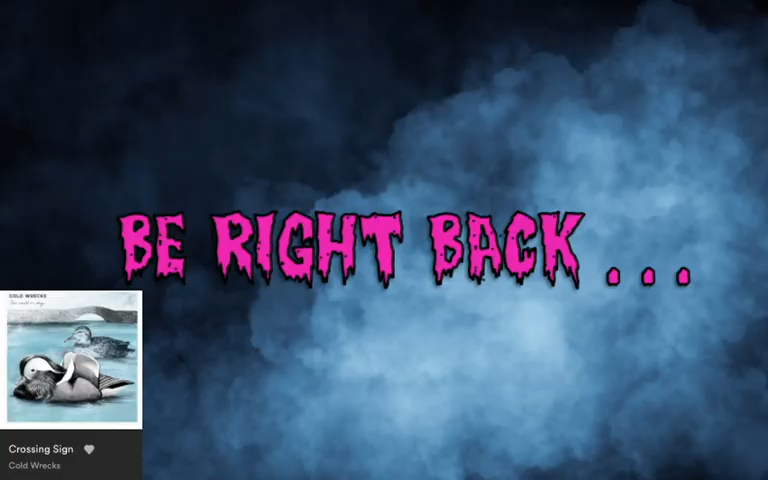 BE RIGHT BACK . . .
COLD WRECKS
Crossing Sign
Cold Wrecks